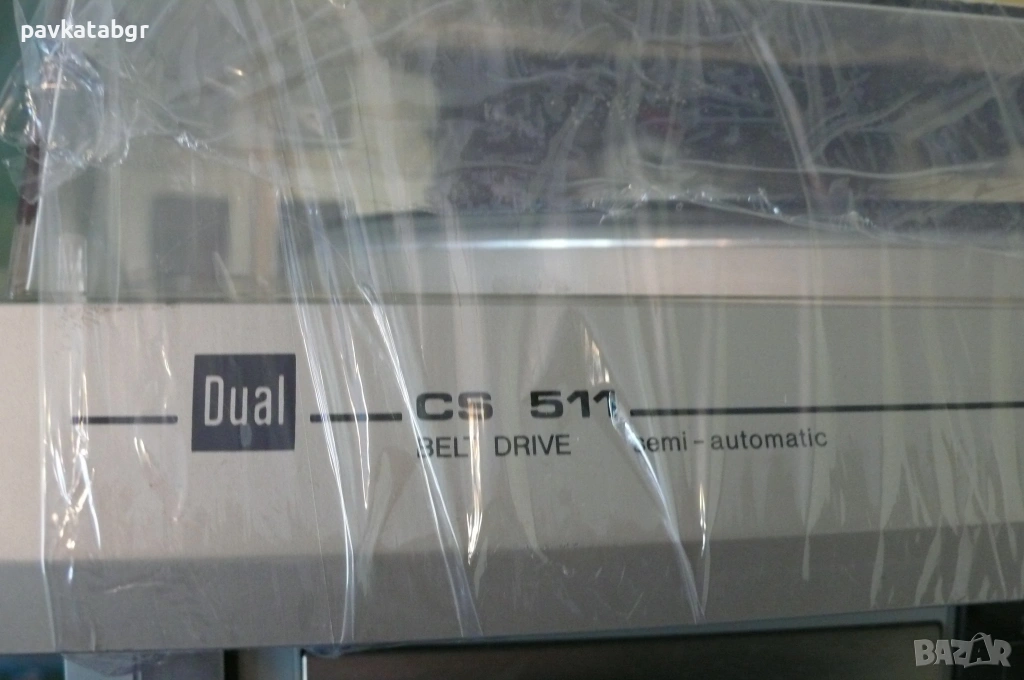 pavkatabgr
Dual CS 511
BELT DRIVE semi-automatic
BAZAR